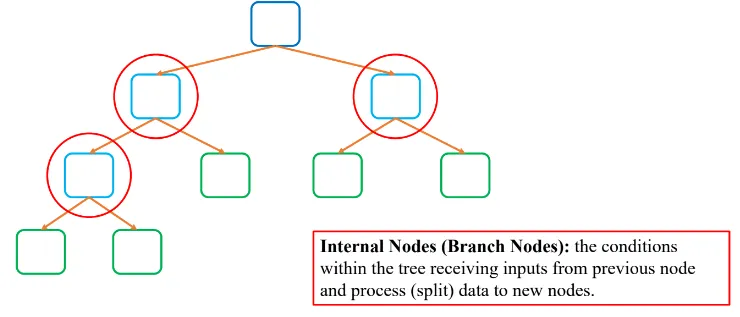 Internal Nodes (Branch Nodes): the conditions
within the tree receiving inputs from previous node
and process (split) data to new nodes.